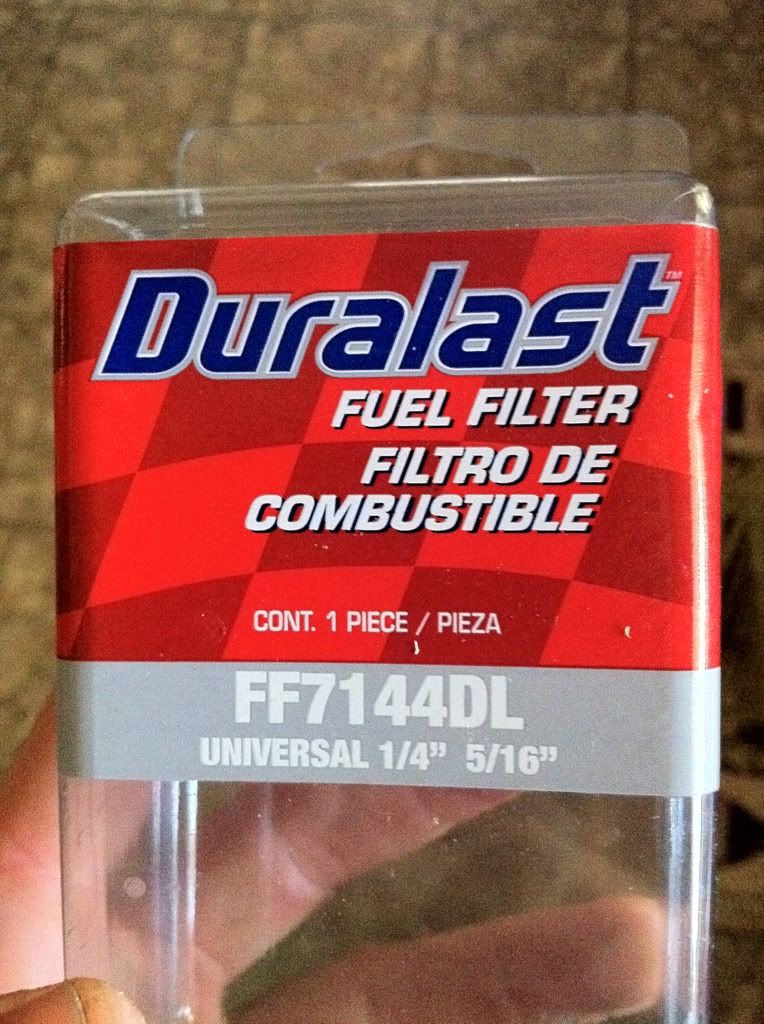 Duralast™
FUEL FILTER
FILTRO DE
COMBUSTIBLE
CONT. 1 PIECE / PIEZA
FF7144DL
UNIVERSAL 1/4” 5/16”